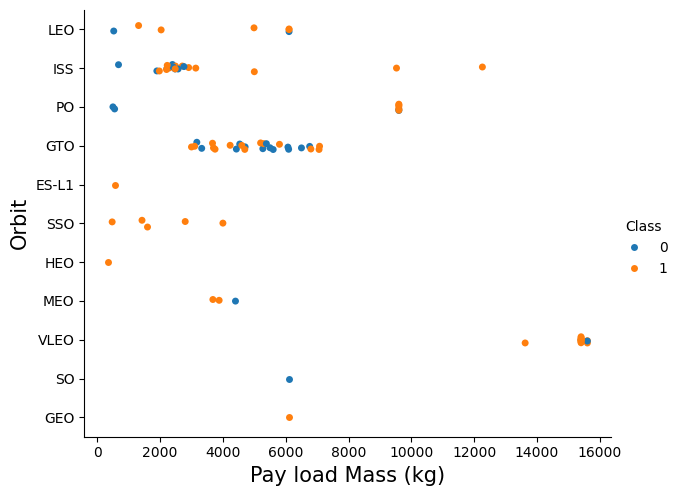 LEO
ISS
PO
GTO
ES-L1
SSO
HEO
MEO
VLEO
SO
GEO
Orbit
0 2000 4000 6000 8000 10000 12000 14000 16000
Pay load Mass (kg)
Class
0
1